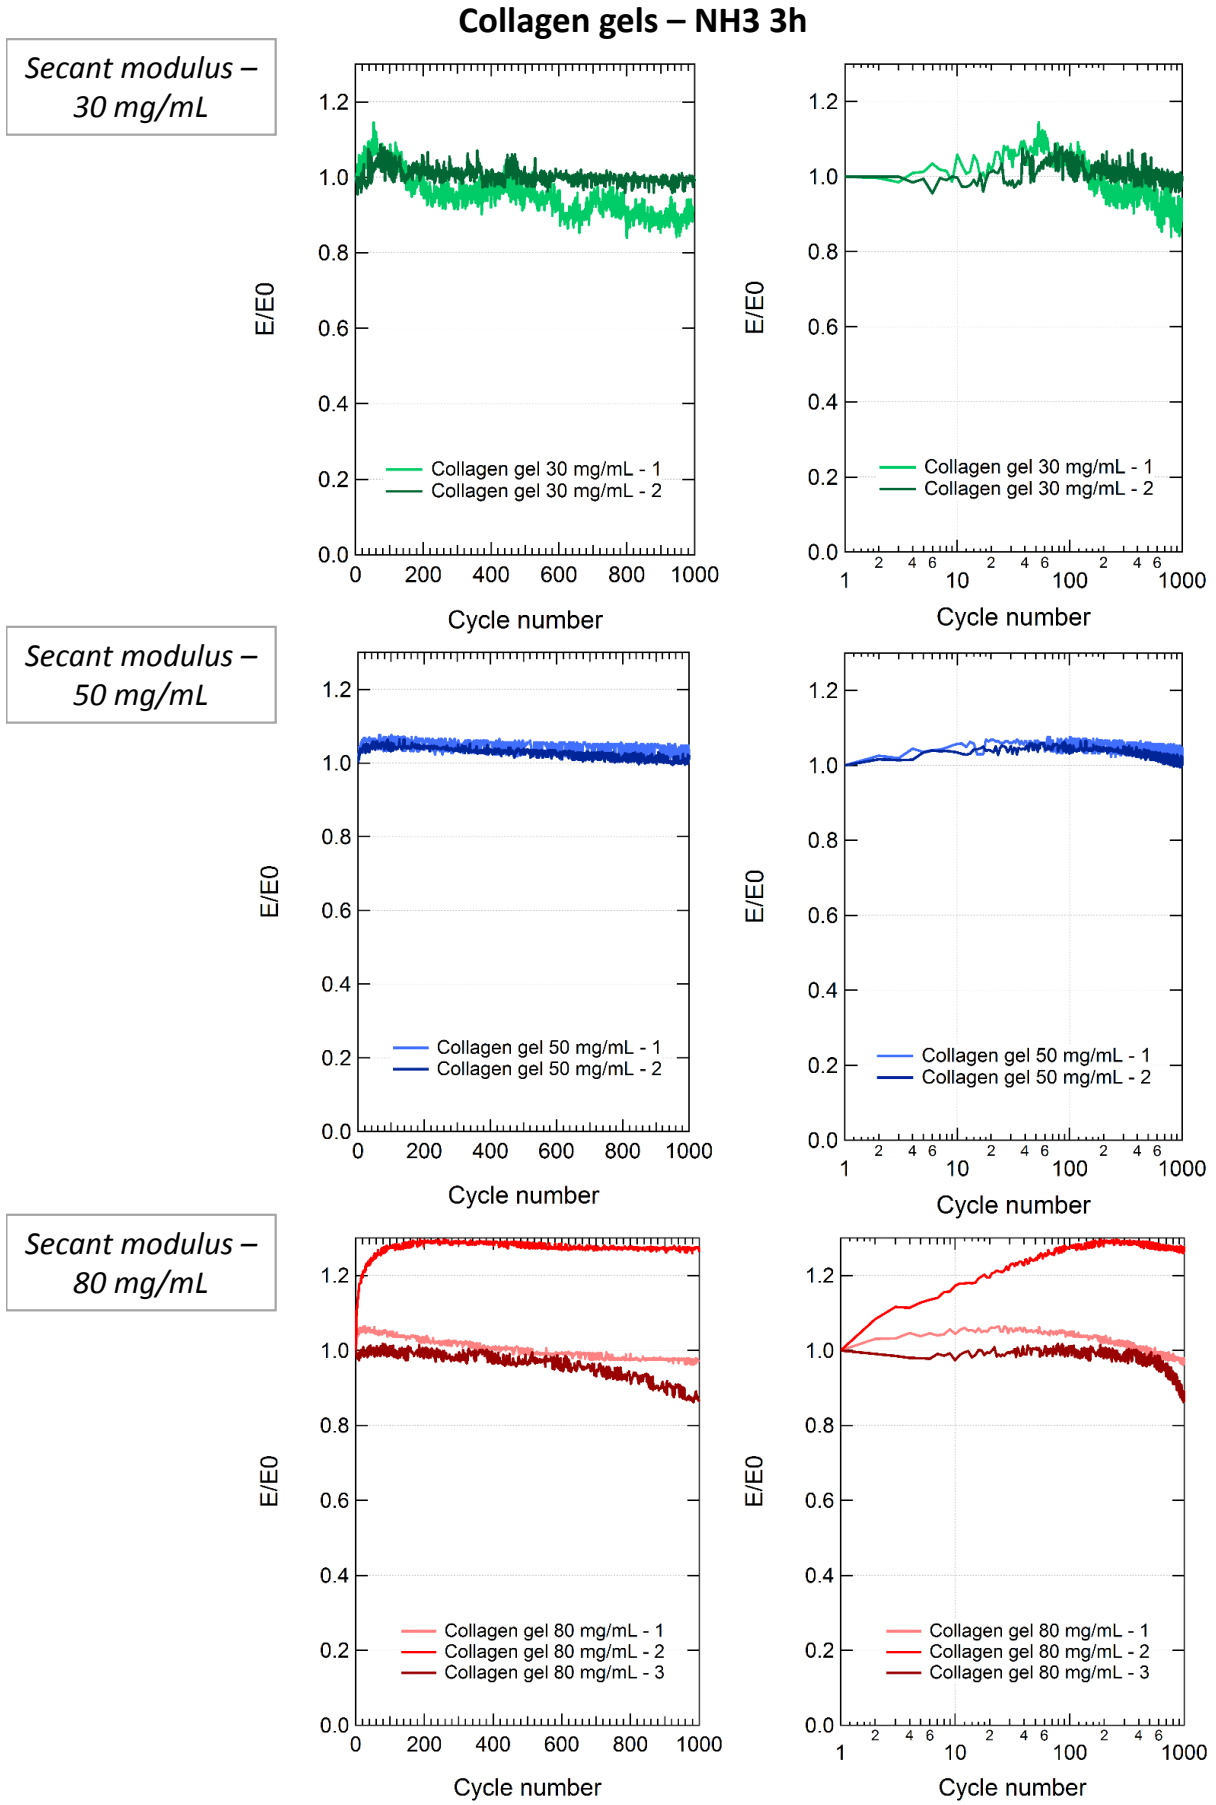 Collagen gels – NH3 3h
Secant modulus –
30 mg/mL
1.2
1.0
0.8
0.6
0.4
0.2
0.0
E/E0
Collagen gel 30 mg/mL - 1
Collagen gel 30 mg/mL - 2
0 200 400 600 800 1000
Cycle number
1.2
1.0
0.8
0.6
0.4
0.2
0.0
E/E0
Collagen gel 30 mg/mL - 1
Collagen gel 30 mg/mL - 2
2 4 6 2 4 6 2 4 6
1 10 100 1000
Cycle number
Secant modulus –
50 mg/mL
1.2
1.0
0.8
0.6
0.4
0.2
0.0
E/E0
Collagen gel 50 mg/mL - 1
Collagen gel 50 mg/mL - 2
0 200 400 600 800 1000
Cycle number
1.2
1.0
0.8
0.6
0.4
0.2
0.0
E/E0
Collagen gel 50 mg/mL - 1
Collagen gel 50 mg/mL - 2
2 4 6 2 4 6 2 4 6
1 10 100 1000
Cycle number
Secant modulus –
80 mg/mL
1.2
1.0
0.8
0.6
0.4
0.2
0.0
E/E0
Collagen gel 80 mg/mL - 1
Collagen gel 80 mg/mL - 2
Collagen gel 80 mg/mL - 3
0 200 400 600 800 1000
Cycle number
1.2
1.0
0.8
0.6
0.4
0.2
0.0
E/E0
Collagen gel 80 mg/mL - 1
Collagen gel 80 mg/mL - 2
Collagen gel 80 mg/mL - 3
2 4 6 2 4 6 2 4 6
1 10 100 1000
Cycle number